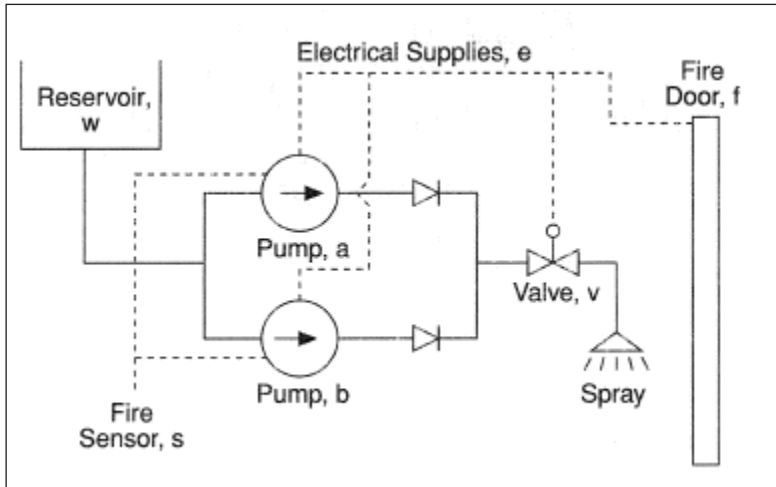 Electrical Supplies, e
Fire
Door, f
Reservoir,
w
Pump, a
Valve, v
Pump, b
Spray
Fire
Sensor, s